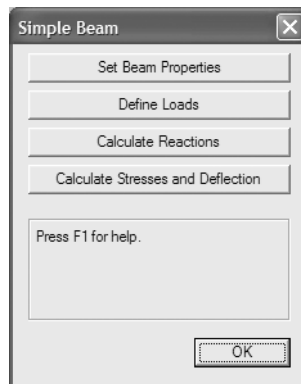 Simple Beam
Set Beam Properties
Define Loads
Calculate Reactions
Calculate Stresses and Deflection
Press F1 for help.
OK